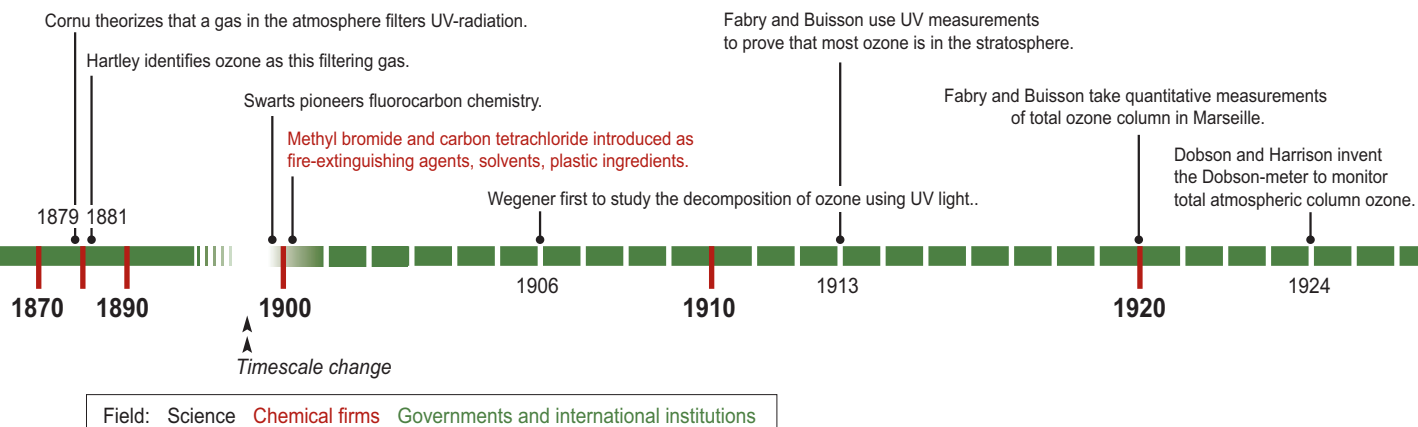 Cornu theorizes that a gas in the atmosphere filters UV-radiation.
Hartley identifies ozone as this filtering gas.
Swarts pioneers fluorocarbon chemistry.
Methyl bromide and carbon tetrachloride introduced as
fire-extinguishing agents, solvents, plastic ingredients.
Wegener first to study the decomposition of ozone using UV light..
Fabry and Buisson use UV measurements
to prove that most ozone is in the stratosphere.
Fabry and Buisson take quantitative measurements
of total ozone column in Marseille.
Dobson and Harrison invent
the Dobson-meter to monitor
total atmospheric column ozone.
1879 1881
1906 1913 1924
1870 1890 1900 1910 1920
Timescale change
Field: Science Chemical firms Governments and international institutions